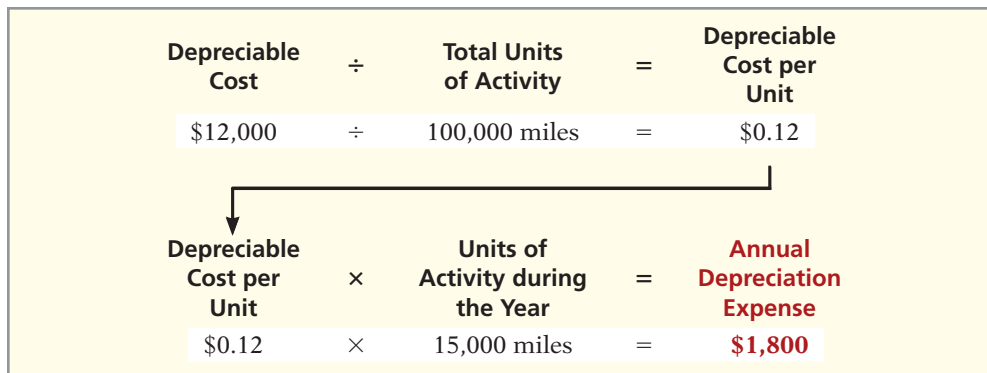 Depreciable Cost ÷ Total Units of Activity = Depreciable Cost per Unit
$12,000 ÷ 100,000 miles = $0.12
Depreciable Cost per Unit × Units of Activity during the Year = Annual Depreciation Expense
$0.12 × 15,000 miles = $1,800